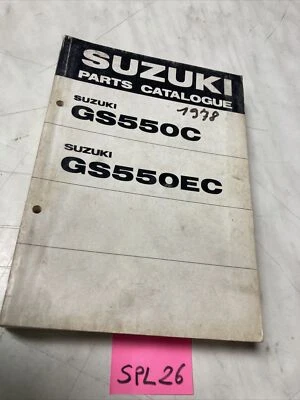 SUZUKI
PARTS CATALOGUE
1978
SUZUKI
GS550C
SUZUKI
GS550EC
SPL26